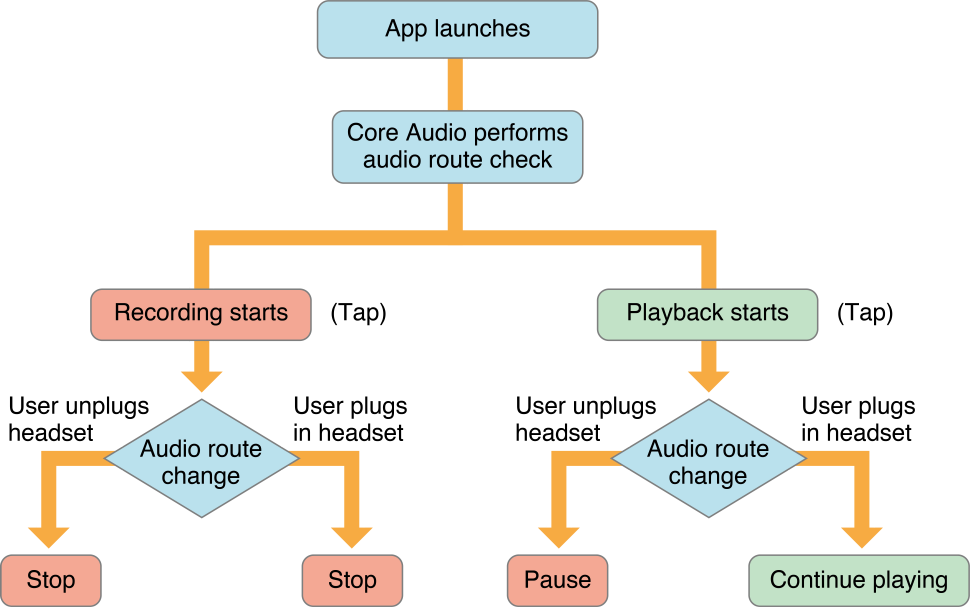 App launches
Core Audio performs
audio route check
Recording starts
(Tap)
Playback starts
(Tap)
User unplugs
headset
User plugs
in headset
Audio route
change
User unplugs
headset
User plugs
in headset
Audio route
change
Stop
Stop
Pause
Continue playing